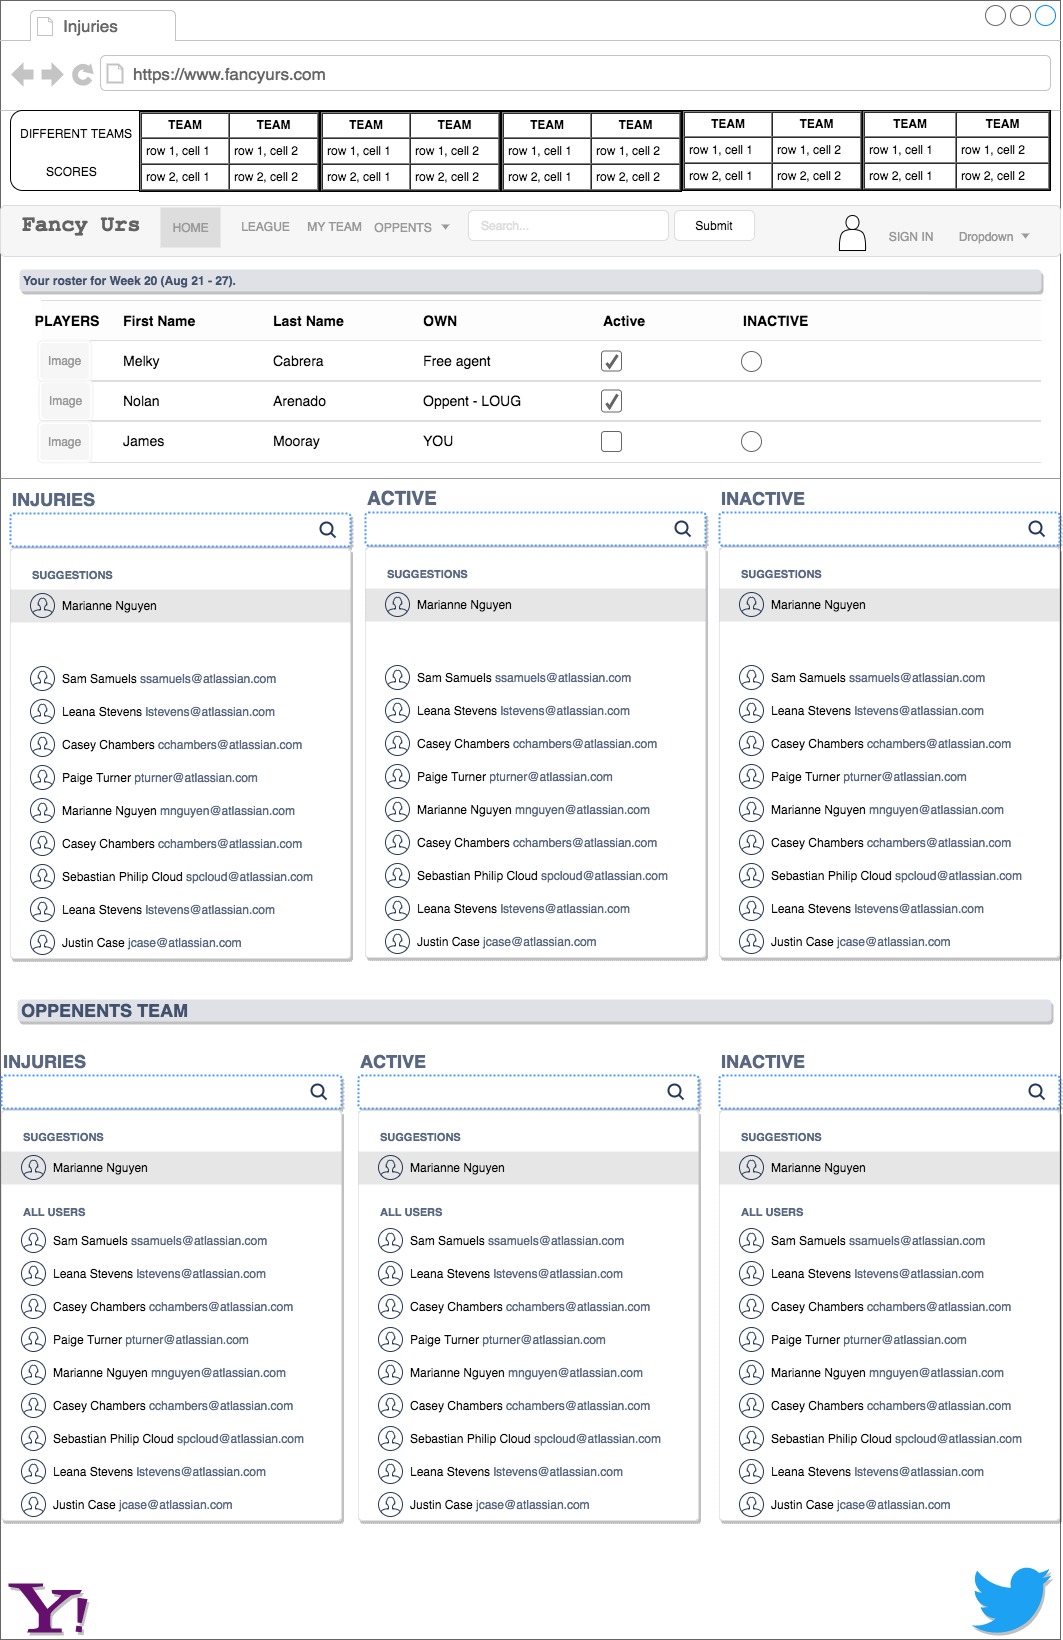 Injuries
https://www.fancyurs.com
DIFFERENT TEAMS
SCORES
TEAM TEAM TEAM TEAM TEAM TEAM TEAM TEAM TEAM TEAM
row 1, cell 1 row 1, cell 2 row 1, cell 1 row 1, cell 2 row 1, cell 1 row 1, cell 2 row 1, cell 1 row 1, cell 2 row 1, cell 1 row 1, cell 2
row 2, cell 1 row 2, cell 2 row 2, cell 1 row 2, cell 2 row 2, cell 1 row 2, cell 2 row 2, cell 1 row 2, cell 2 row 2, cell 1 row 2, cell 2
Fancy Urs HOME LEAGUE MY TEAM OPPENTS Search... Submit SIGN IN Dropdown
Your roster for Week 20 (Aug 21 - 27).
PLAYERS First Name Last Name OWN Active INACTIVE
Image Melky Cabrera Free agent
Image Nolan Arenado Oppent - LOUG
Image James Mooray YOU
INJURIES
SUGGESTIONS
Marianne Nguyen
Sam Samuels ssamuels@atlassian.com
Leana Stevens lstevens@atlassian.com
Casey Chambers cchambers@atlassian.com
Paige Turner pturner@atlassian.com
Marianne Nguyen mnguyen@atlassian.com
Casey Chambers cchambers@atlassian.com
Sebastian Philip Cloud spcloud@atlassian.com
Leana Stevens lstevens@atlassian.com
Justin Case jcase@atlassian.com
ACTIVE
SUGGESTIONS
Marianne Nguyen
Sam Samuels ssamuels@atlassian.com
Leana Stevens lstevens@atlassian.com
Casey Chambers cchambers@atlassian.com
Paige Turner pturner@atlassian.com
Marianne Nguyen mnguyen@atlassian.com
Casey Chambers cchambers@atlassian.com
Sebastian Philip Cloud spcloud@atlassian.com
Leana Stevens lstevens@atlassian.com
Justin Case jcase@atlassian.com
INACTIVE
SUGGESTIONS
Marianne Nguyen
Sam Samuels ssamuels@atlassian.com
Leana Stevens lstevens@atlassian.com
Casey Chambers cchambers@atlassian.com
Paige Turner pturner@atlassian.com
Marianne Nguyen mnguyen@atlassian.com
Casey Chambers cchambers@atlassian.com
Sebastian Philip Cloud spcloud@atlassian.com
Leana Stevens lstevens@atlassian.com
Justin Case jcase@atlassian.com
OPPENENTS TEAM
INJURIES
SUGGESTIONS
Marianne Nguyen
ALL USERS
Sam Samuels ssamuels@atlassian.com
Leana Stevens lstevens@atlassian.com
Casey Chambers cchambers@atlassian.com
Paige Turner pturner@atlassian.com
Marianne Nguyen mnguyen@atlassian.com
Casey Chambers cchambers@atlassian.com
Sebastian Philip Cloud spcloud@atlassian.com
Leana Stevens lstevens@atlassian.com
Justin Case jcase@atlassian.com
ACTIVE
SUGGESTIONS
Marianne Nguyen
ALL USERS
Sam Samuels ssamuels@atlassian.com
Leana Stevens lstevens@atlassian.com
Casey Chambers cchambers@atlassian.com
Paige Turner pturner@atlassian.com
Marianne Nguyen mnguyen@atlassian.com
Casey Chambers cchambers@atlassian.com
Sebastian Philip Cloud spcloud@atlassian.com
Leana Stevens lstevens@atlassian.com
Justin Case jcase@atlassian.com
INACTIVE
SUGGESTIONS
Marianne Nguyen
ALL USERS
Sam Samuels ssamuels@atlassian.com
Leana Stevens lstevens@atlassian.com
Casey Chambers cchambers@atlassian.com
Paige Turner pturner@atlassian.com
Marianne Nguyen mnguyen@atlassian.com
Casey Chambers cchambers@atlassian.com
Sebastian Philip Cloud spcloud@atlassian.com
Leana Stevens lstevens@atlassian.com
Justin Case jcase@atlassian.com
Y!